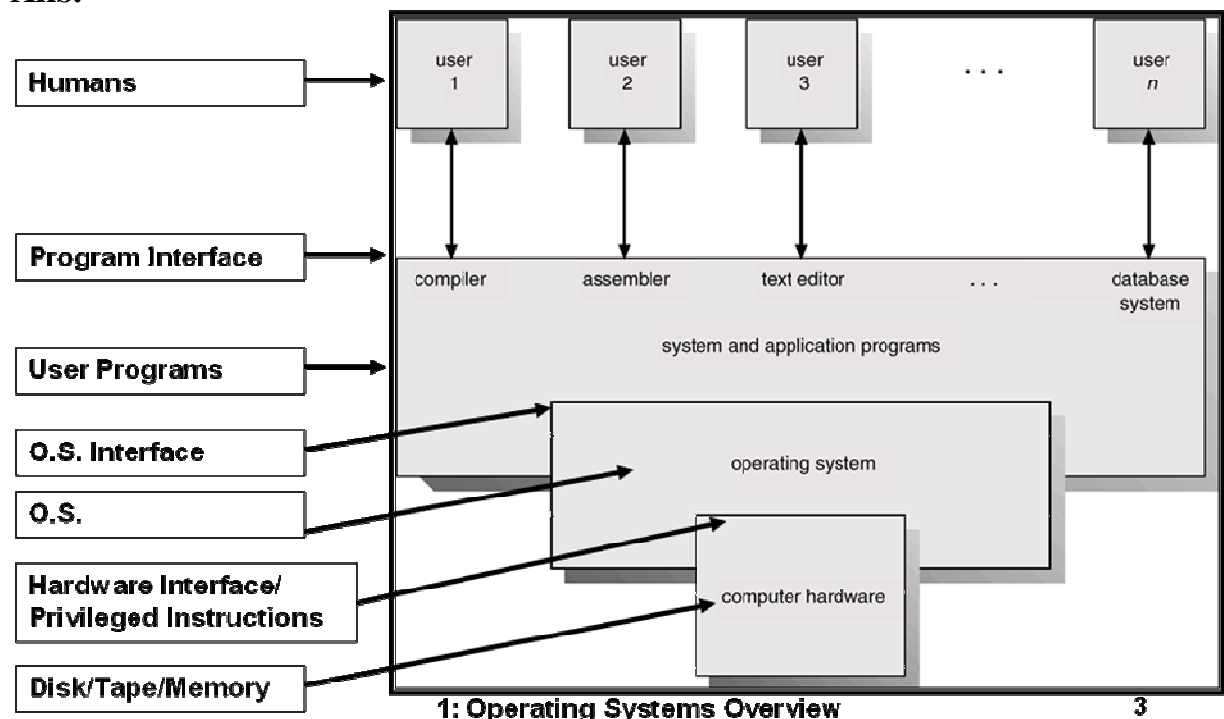 Ans:
Humans
user
1
user
2
user
3
. . .
user
n
Program Interface
compiler
assembler
text editor
. . .
database
system
User Programs
system and application programs
O.S. Interface
operating system
O.S.
Hardware Interface/
Privileged Instructions
computer hardware
Disk/Tape/Memory
1: Operating Systems Overview
3